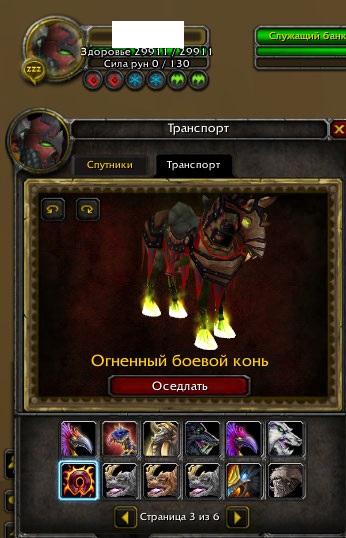 Здоровье 29911 / 29911
Сила рун 0 / 130
zzz
Служащий банк
Транспорт
Спутники
Транспорт
Огненный боевой конь
Оседлать
Страница 3 из 6